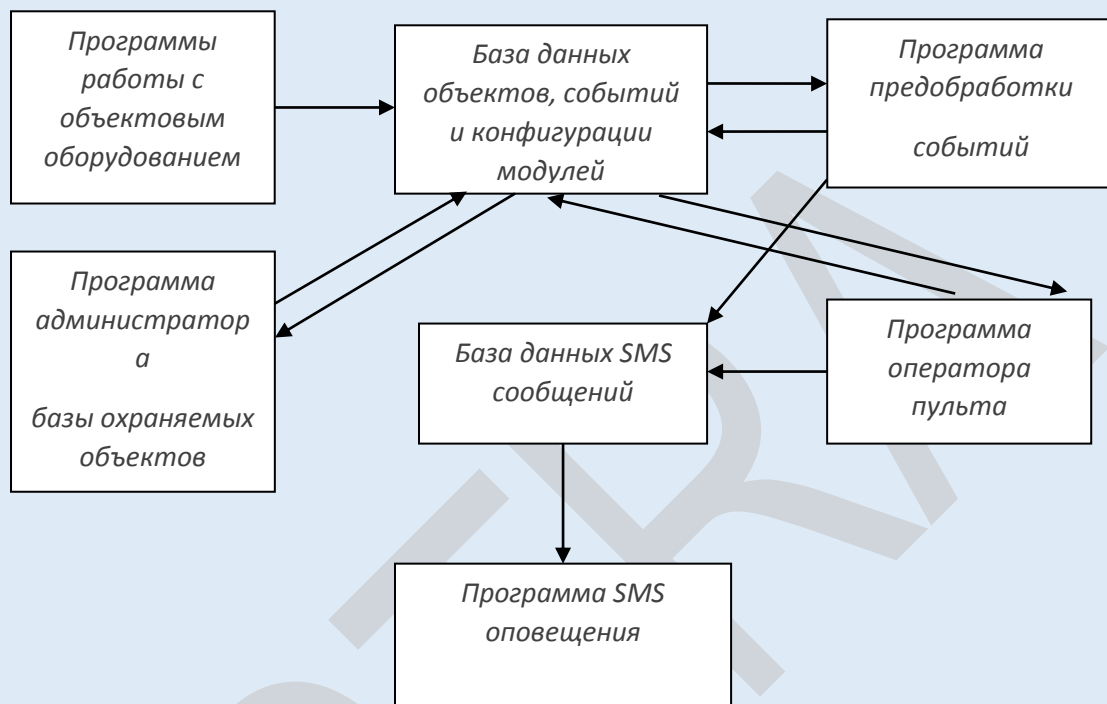 Программы
работы с
объектовым
оборудованием
База данных
объектов, событий
и конфигурации
модулей
Программа
предобработки
событий
Программа
администратор
а
базы охраняемых
объектов
База данных SMS
сообщений
Программа
оператора
пульта
Программа SMS
оповещения